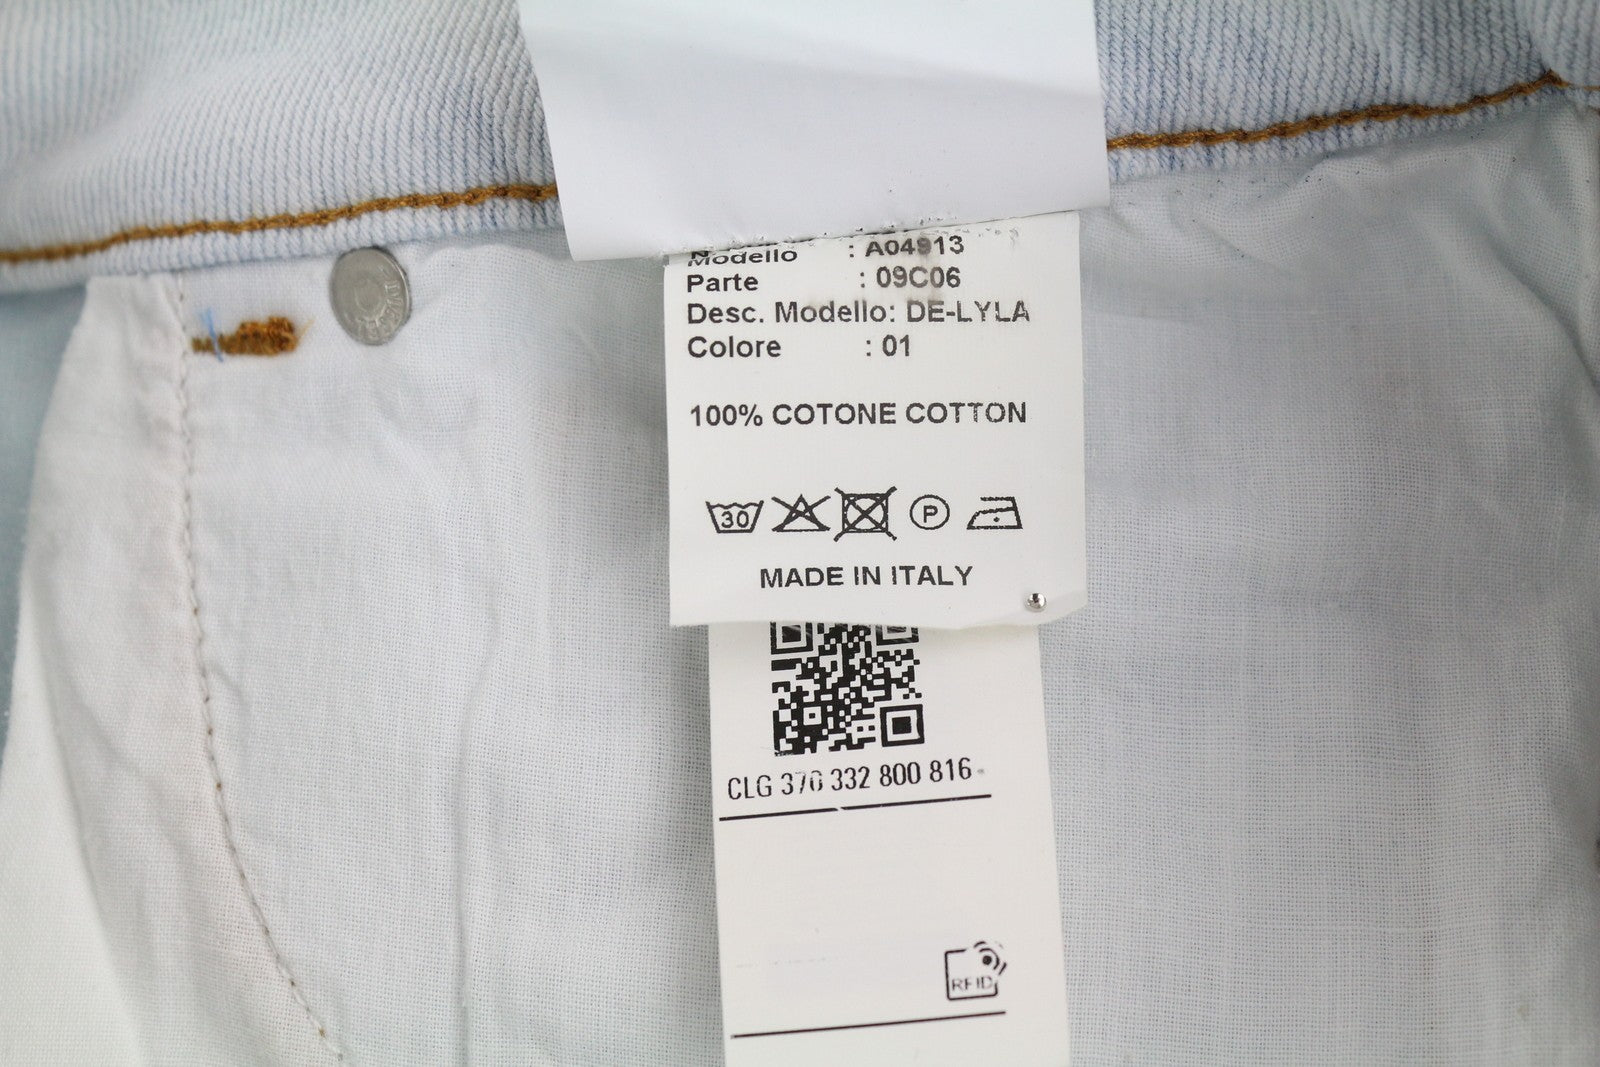 Modello : A04913
Parte : 09C06
Desc. Modello: DE-LYLA
Colore : 01
100% COTONE COTTON
30 P
MADE IN ITALY
CLG 370 332 800 816
RFID